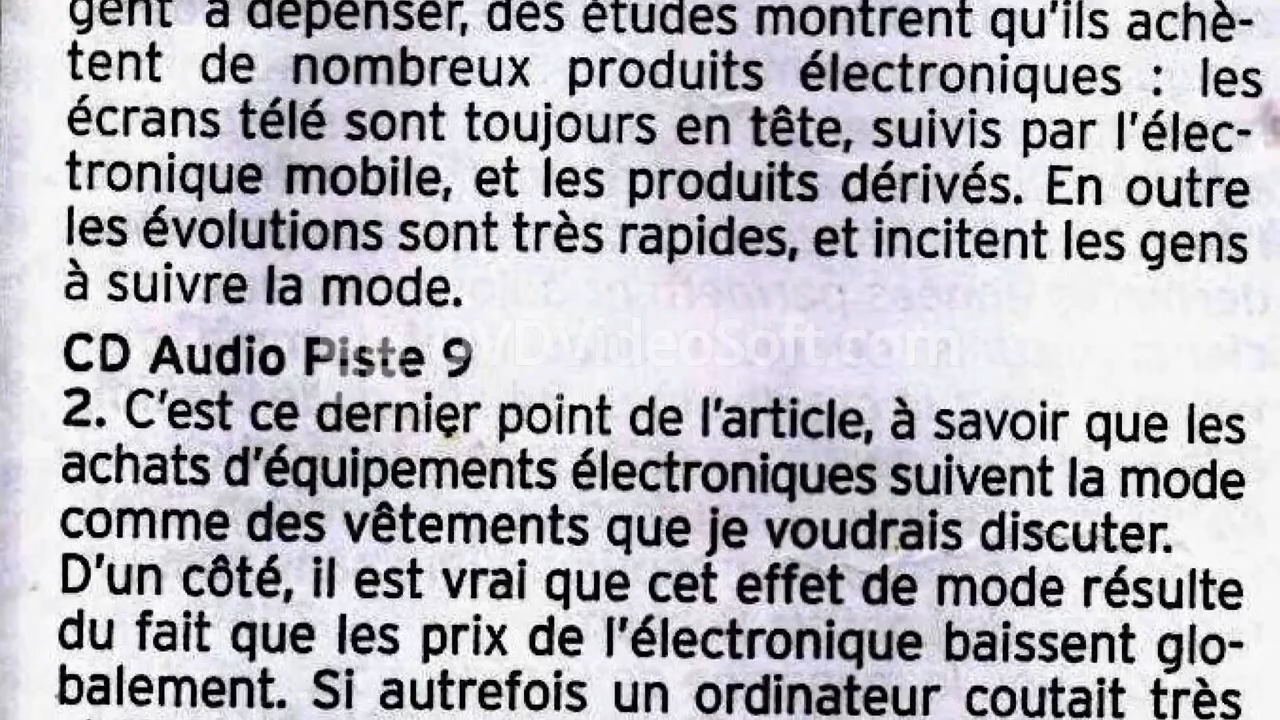 gent à dépenser, des études montrent qu'ils achè-
tent de nombreux produits électroniques : les
écrans télé sont toujours en tête, suivis par l'élec-
tronique mobile, et les produits dérivés. En outre
les évolutions sont très rapides, et incitent les gens
à suivre la mode.
DVDVideoSoft.com
CD Audio Piste 9
2. C'est ce dernier point de l'article, à savoir que les
achats d'équipements électroniques suivent la mode
comme des vêtements que je voudrais discuter.
D'un côté, il est vrai que cet effet de mode résulte
du fait que les prix de l'électronique baissent glo-
balement. Si autrefois un ordinateur coutait très